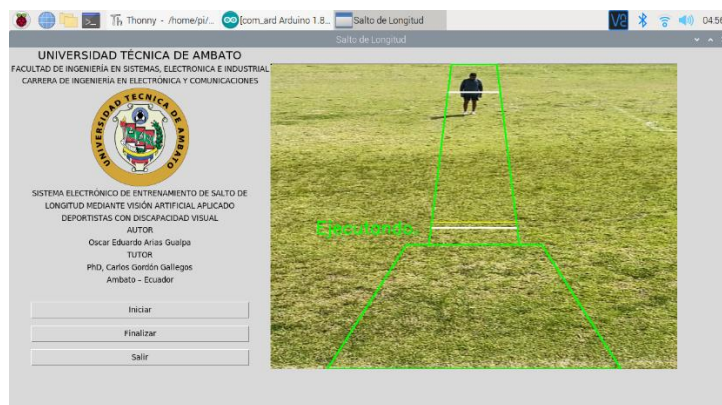 Thonny - /home/pi/...
[com_ard Arduino 1.8...
Salto de Longitud
04:56
Salto de Longitud
UNIVERSIDAD TÉCNICA DE AMBATO
FACULTAD DE INGENIERÍA EN SISTEMAS, ELECTRONICA E INDUSTRIAL
CARRERA DE INGENIERÍA EN ELECTRÓNICA Y COMUNICACIONES
UNIVERSIDAD TECNICA DE AMBATO
SISTEMA ELECTRÓNICO DE ENTRENAMIENTO DE SALTO DE
LONGITUD MEDIANTE VISIÓN ARTIFICIAL APLICADO
DEPORTISTAS CON DISCAPACIDAD VISUAL
AUTOR
Oscar Eduardo Arias Gualpa
TUTOR
PhD, Carlos Gordón Gallegos
Ambato – Ecuador
Ejecutando..
Iniciar
Finalizar
Salir